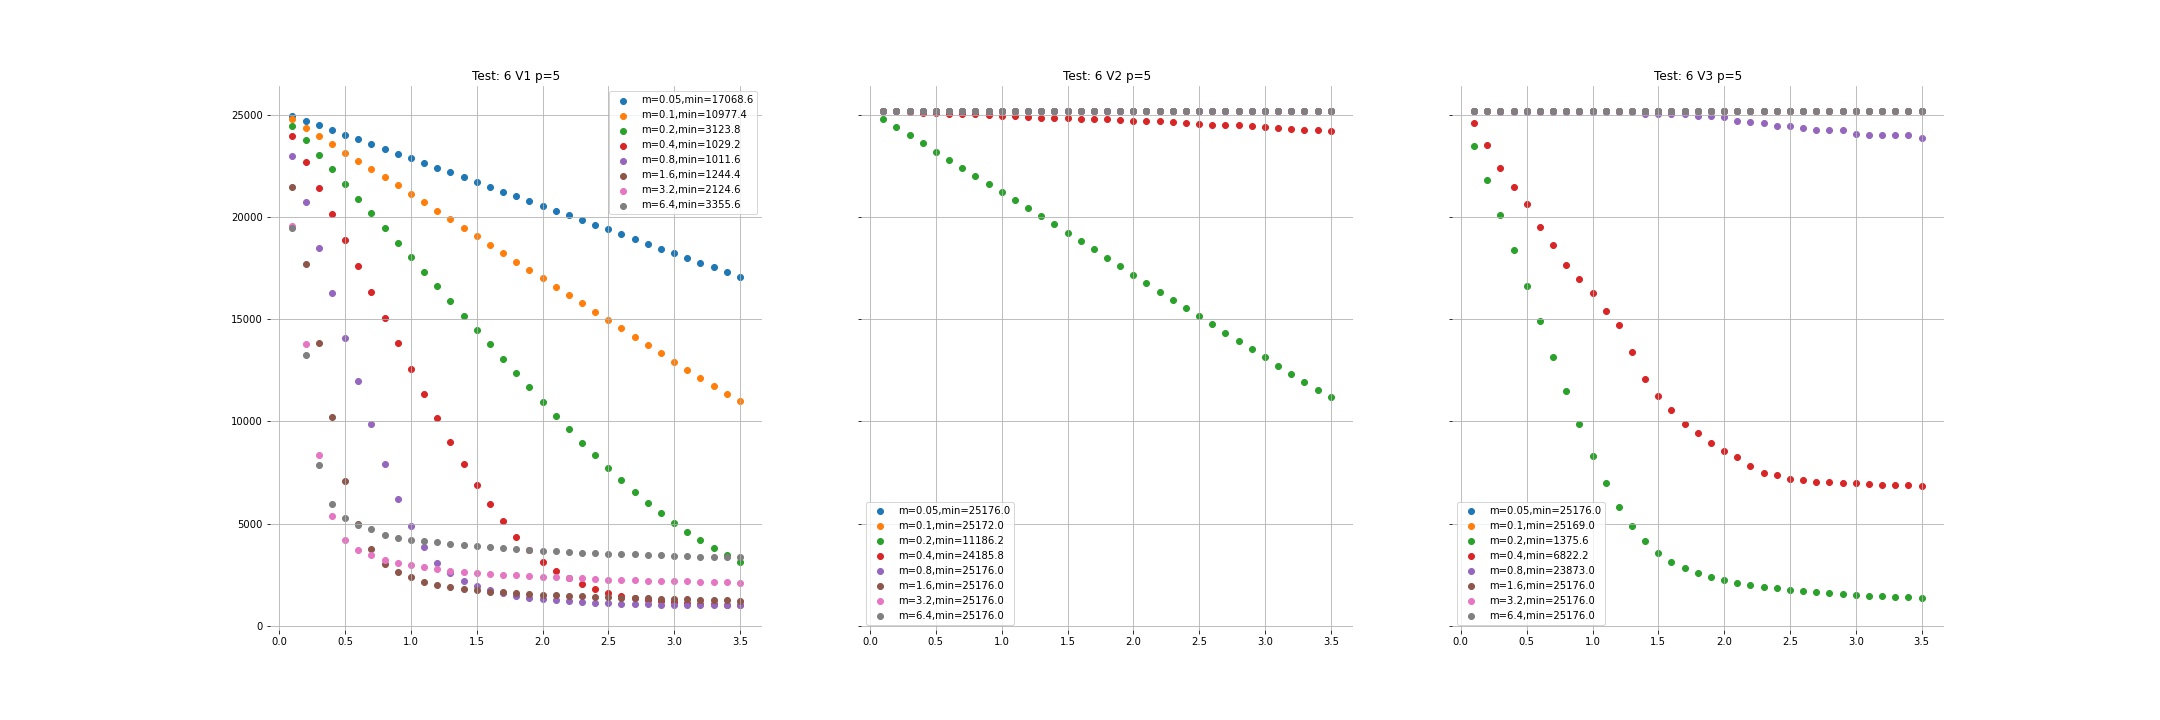 Test: 6 V1 p=5
25000
20000
15000
10000
5000
0
0.0 0.5 1.0 1.5 2.0 2.5 3.0 3.5
m=0.05,min=17068.6
m=0.1,min=10977.4
m=0.2,min=3123.8
m=0.4,min=1029.2
m=0.8,min=1011.6
m=1.6,min=1244.4
m=3.2,min=2124.6
m=6.4,min=3355.6
Test: 6 V2 p=5
m=0.05,min=25176.0
m=0.1,min=25172.0
m=0.2,min=11186.2
m=0.4,min=24185.8
m=0.8,min=25176.0
m=1.6,min=25176.0
m=3.2,min=25176.0
m=6.4,min=25176.0
0.0 0.5 1.0 1.5 2.0 2.5 3.0 3.5
Test: 6 V3 p=5
m=0.05,min=25176.0
m=0.1,min=25169.0
m=0.2,min=1375.6
m=0.4,min=6822.2
m=0.8,min=23873.0
m=1.6,min=25176.0
m=3.2,min=25176.0
m=6.4,min=25176.0
0.0 0.5 1.0 1.5 2.0 2.5 3.0 3.5